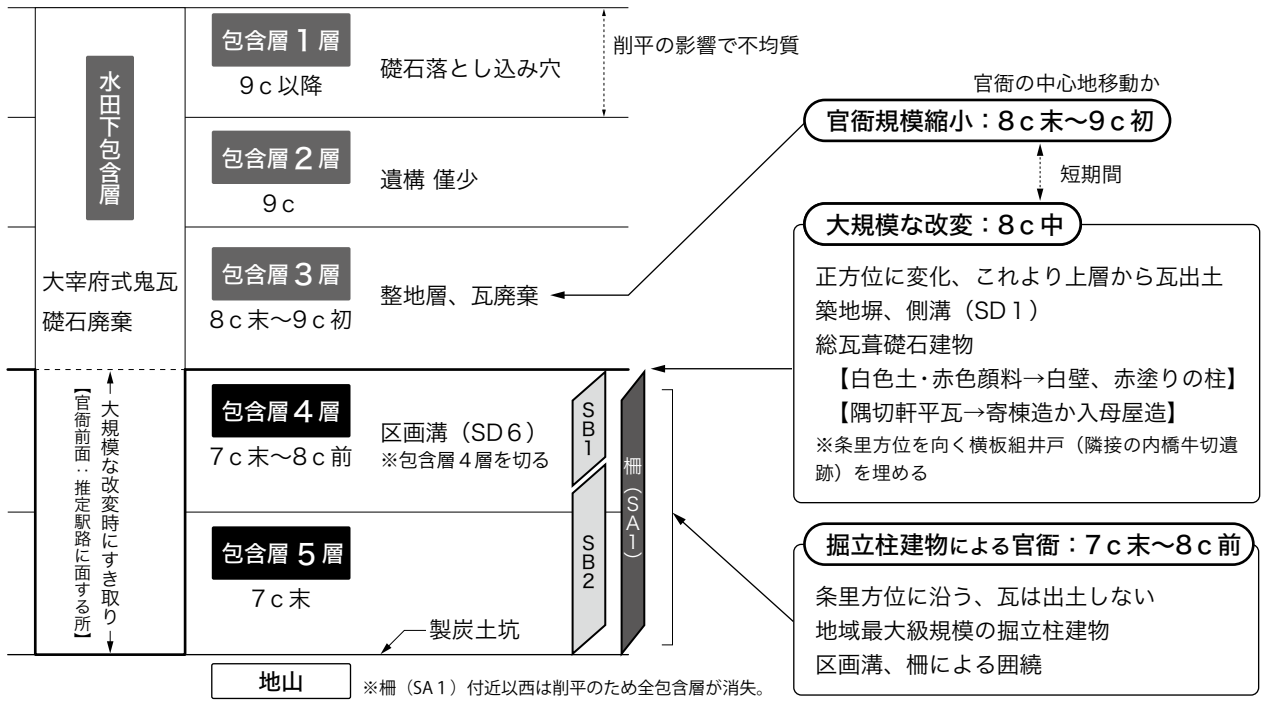 水田下包含層
大宰府式鬼瓦
礎石廃棄
大規模な改変時にすき取り
【官衙前面：推定駅路に面する所】
包含層1層
9c以降
礎石落とし込み穴
削平の影響で不均質
包含層2層
9c
遺構 僅少
包含層3層
8c末～9c初
整地層、瓦廃棄
包含層4層
7c末～8c前
区画溝（SD6）
※包含層4層を切る
包含層5層
7c末
製炭土坑
SB1
SB2
柵（SA1）
地山
※柵（SA1）付近以西は削平のため全包含層が消失。
官衙の中心地移動か
官衙規模縮小：8c末～9c初
短期間
大規模な改変：8c中
正方位に変化、これより上層から瓦出土
築地塀、側溝（SD1）
総瓦葺礎石建物
【白色土･赤色顔料→白壁、赤塗りの柱】
【隅切軒平瓦→寄棟造か入母屋造】
※条里方位を向く横板組井戸（隣接の内橋牛切遺
跡）を埋める
掘立柱建物による官衙：7c末～8c前
条里方位に沿う、瓦は出土しない
地域最大級規模の掘立柱建物
区画溝、柵による囲繞